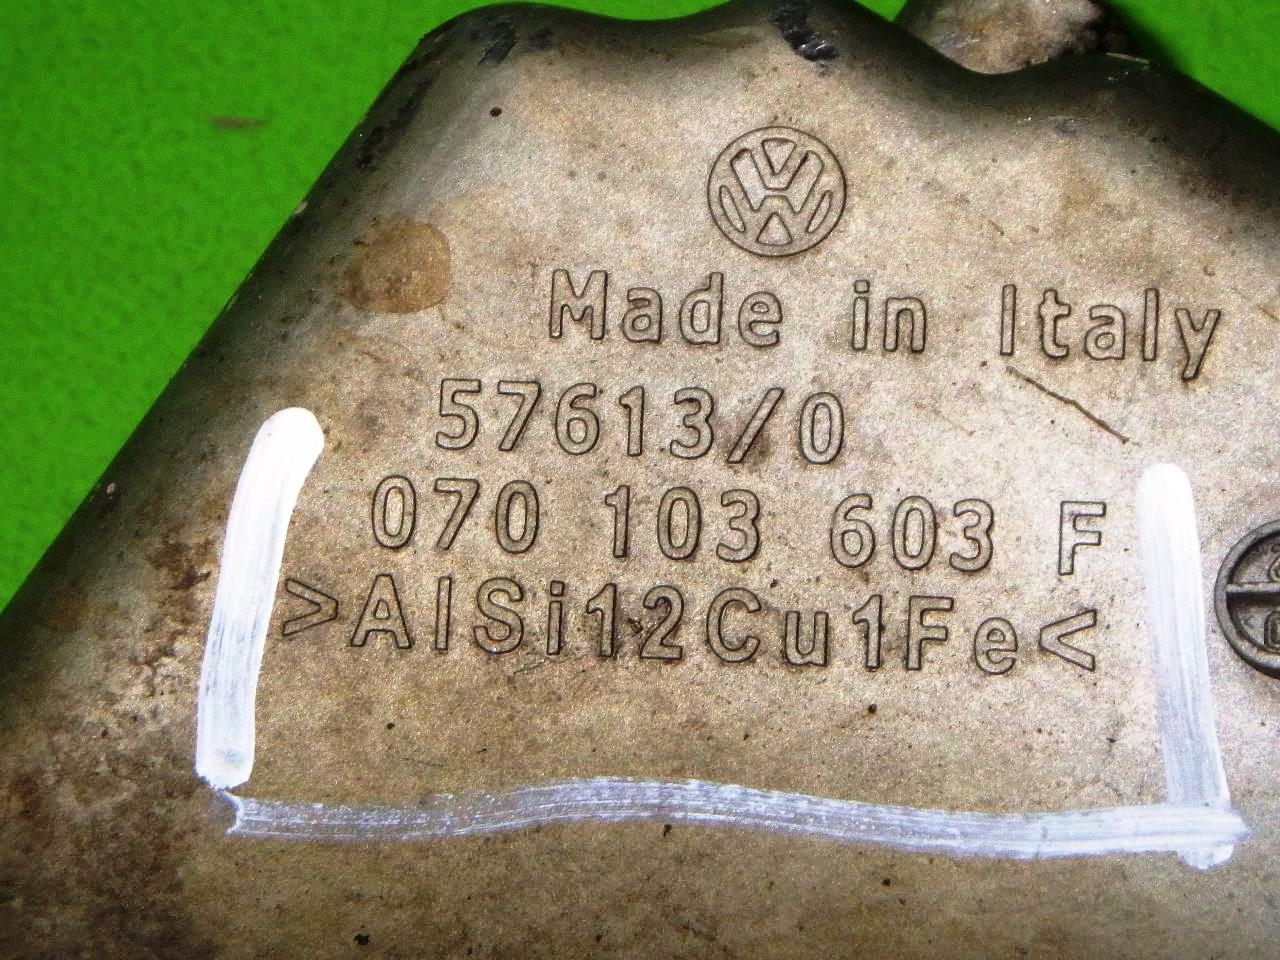 Made in Italy
57613/0
070 103 603 F
>AlSi12Cu1Fe<